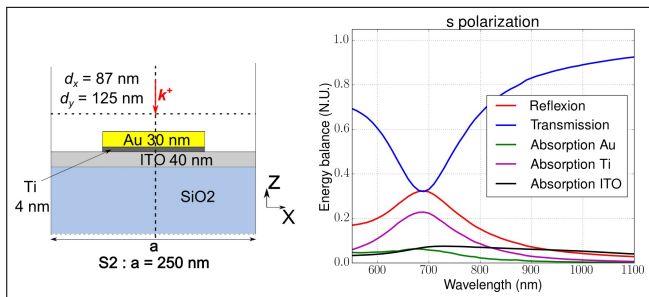 d_x = 87 nm
d_y = 125 nm
k⁺
Au 30 nm
ITO 40 nm
Ti
4 nm
SiO2
Z
X
a
S2 : a = 250 nm
s polarization
Energy balance (N.U.)
1.0
0.8
0.6
0.4
0.2
0.0
Reflexion
Transmission
Absorption Au
Absorption Ti
Absorption ITO
600 700 800 900 1000 1100
Wavelength (nm)